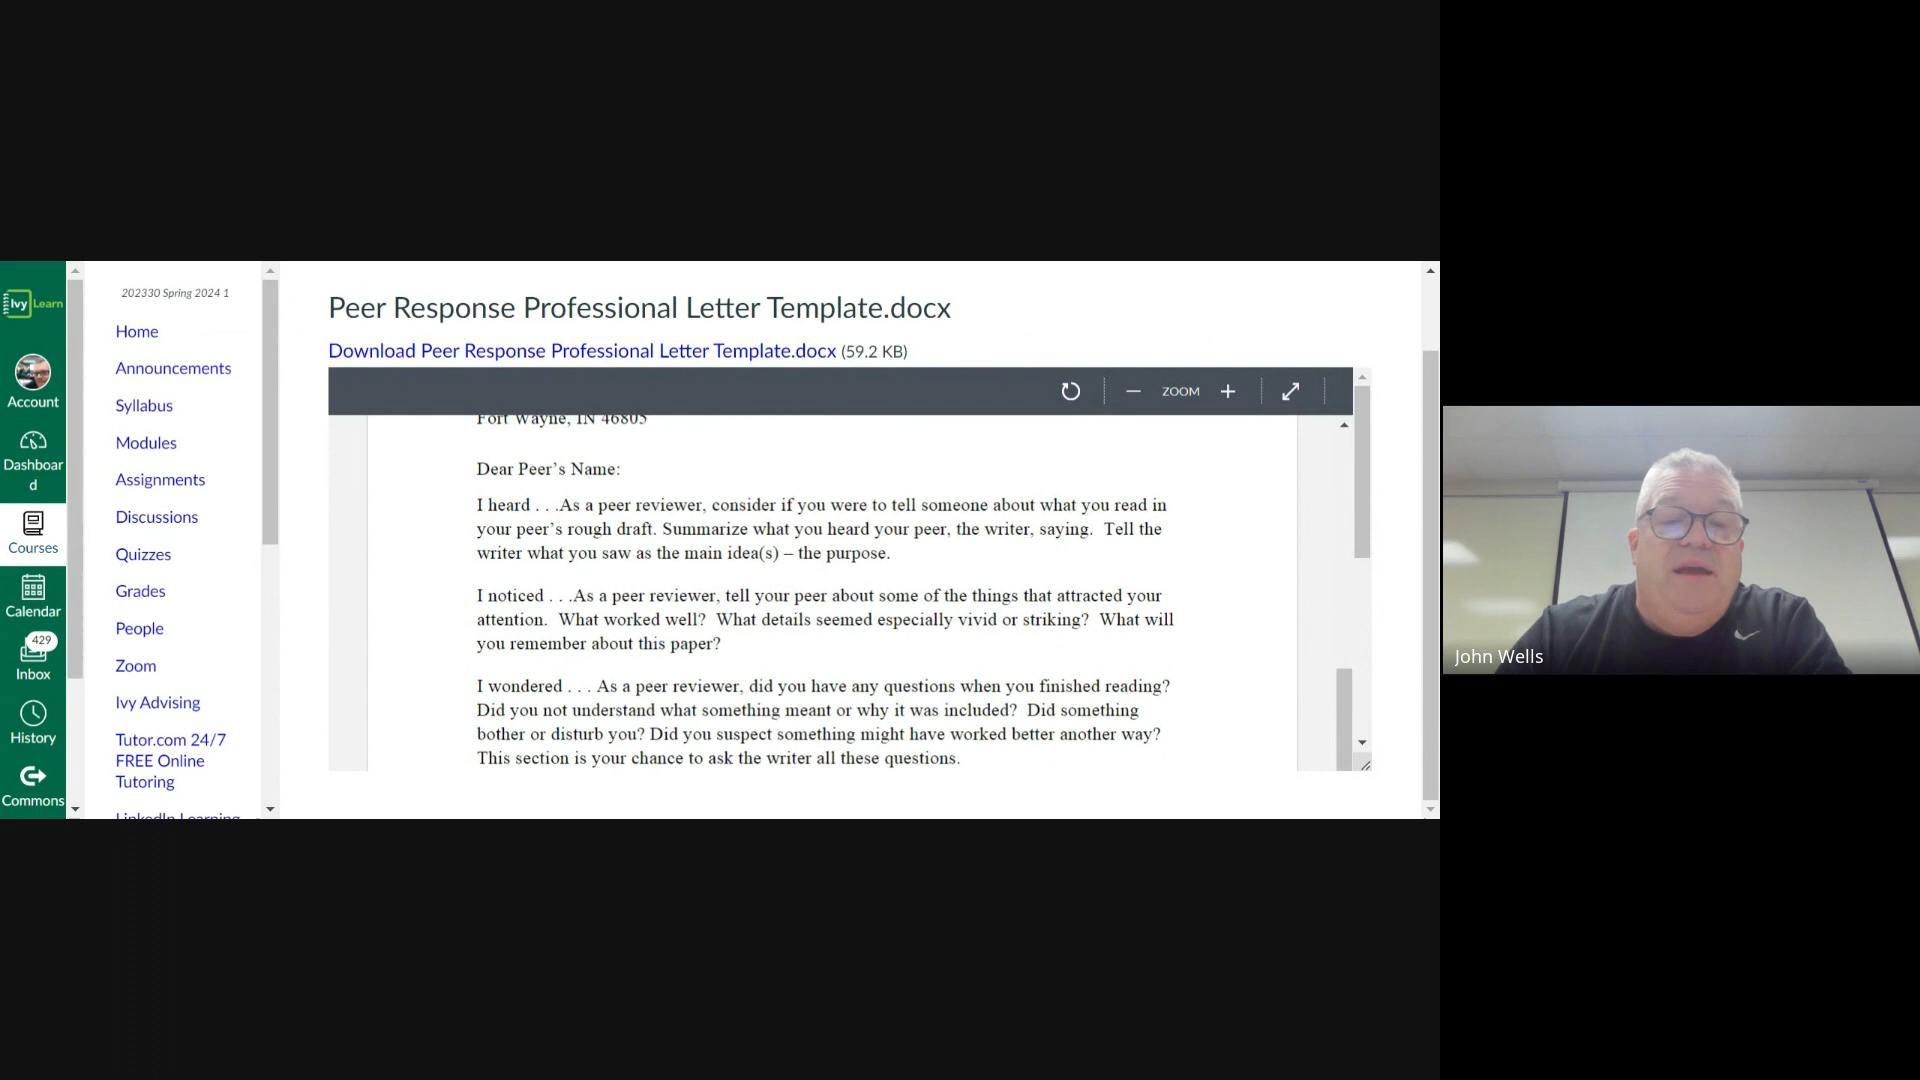 Ivy Learn
Account
Dashboar
d
Courses
Calendar
429
Inbox
History
Commons
202330 Spring 2024 1
Home
Announcements
Syllabus
Modules
Assignments
Discussions
Quizzes
Grades
People
Zoom
Ivy Advising
Tutor.com 24/7
FREE Online
Tutoring
LinkedIn Learning
Peer Response Professional Letter Template.docx
Download Peer Response Professional Letter Template.docx (59.2 KB)
ZOOM
Fort Wayne, IN 46805
Dear Peer's Name:
I heard . . .As a peer reviewer, consider if you were to tell someone about what you read in
your peer's rough draft. Summarize what you heard your peer, the writer, saying.  Tell the
writer what you saw as the main idea(s) – the purpose.
I noticed . . .As a peer reviewer, tell your peer about some of the things that attracted your
attention.  What worked well?  What details seemed especially vivid or striking?  What will
you remember about this paper?
I wondered . . . As a peer reviewer, did you have any questions when you finished reading?
Did you not understand what something meant or why it was included?  Did something
bother or disturb you? Did you suspect something might have worked better another way?
This section is your chance to ask the writer all these questions.
John Wells